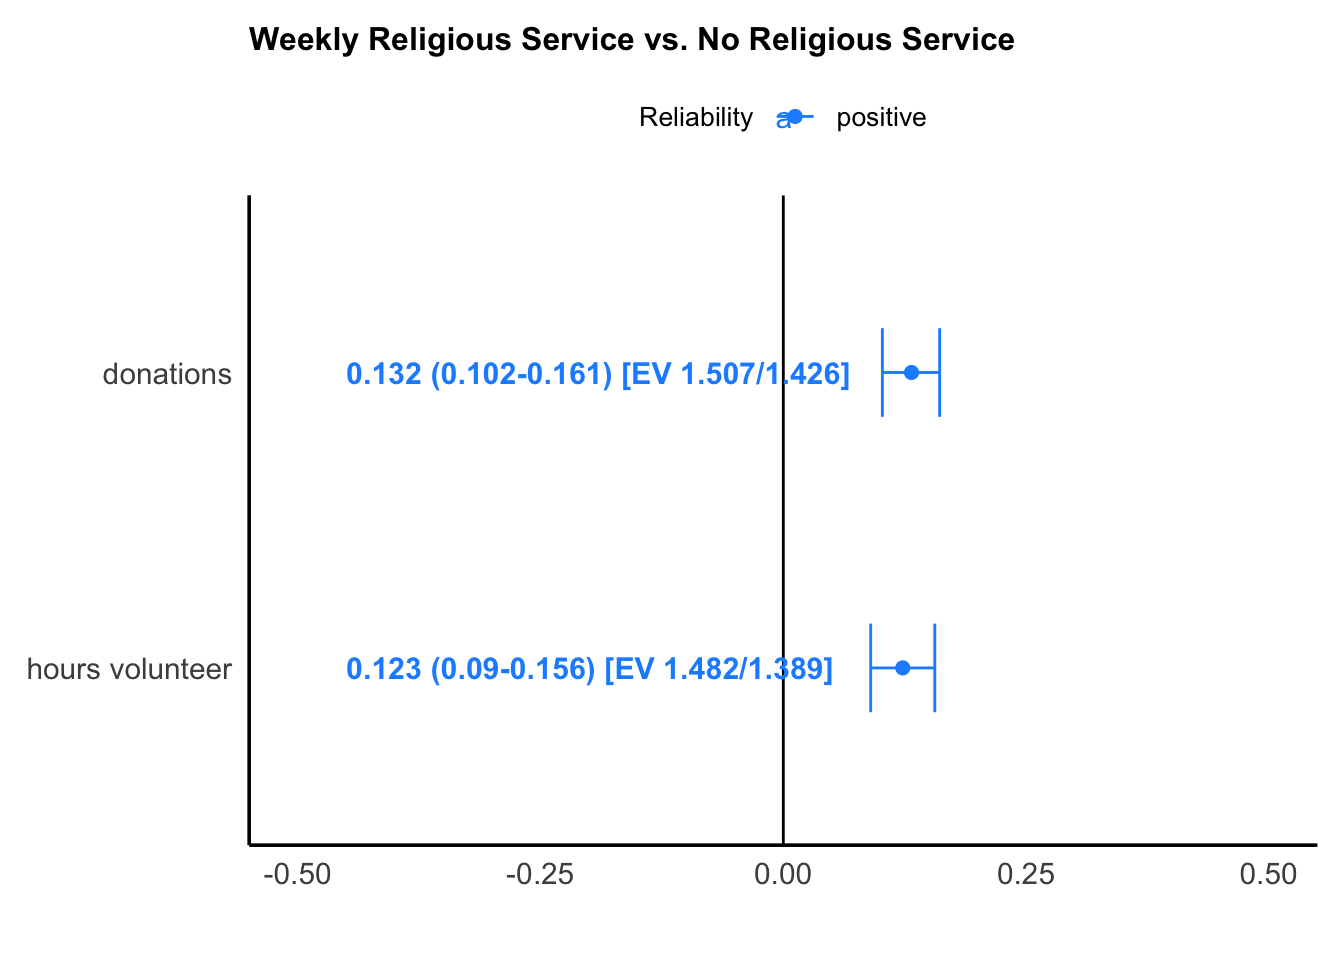 Weekly Religious Service vs. No Religious Service
Reliability a positive
donations 0.132 (0.102-0.161) [EV 1.507/1.426]
hours volunteer 0.123 (0.09-0.156) [EV 1.482/1.389]
-0.50 -0.25 0.00 0.25 0.50